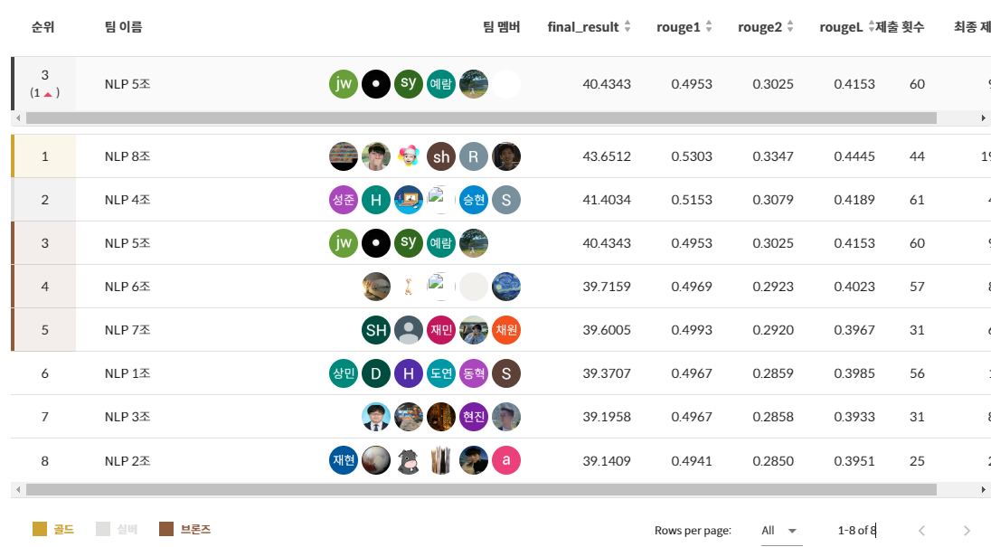 순위 팀 이름 팀 멤버 final_result rouge1 rouge2 rougeL 제출 횟수 최종 제
3 NLP 5조 jw sy 예람 40.4343 0.4953 0.3025 0.4153 60
(1 )
1 NLP 8조 sh R 43.6512 0.5303 0.3347 0.4445 44 19
2 NLP 4조 성준 H 승현 S 41.4034 0.5153 0.3079 0.4189 61
3 NLP 5조 jw sy 예람 40.4343 0.4953 0.3025 0.4153 60
4 NLP 6조 39.7159 0.4969 0.2923 0.4023 57
5 NLP 7조 SH 재민 채원 39.6005 0.4993 0.2920 0.3967 31
6 NLP 1조 상민 D H 도연 동혁 S 39.3707 0.4967 0.2859 0.3985 56
7 NLP 3조 현진 39.1958 0.4967 0.2858 0.3933 31
8 NLP 2조 재현 a 39.1409 0.4941 0.2850 0.3951 25
골드 실버 브론즈 Rows per page: All 1-8 of 8